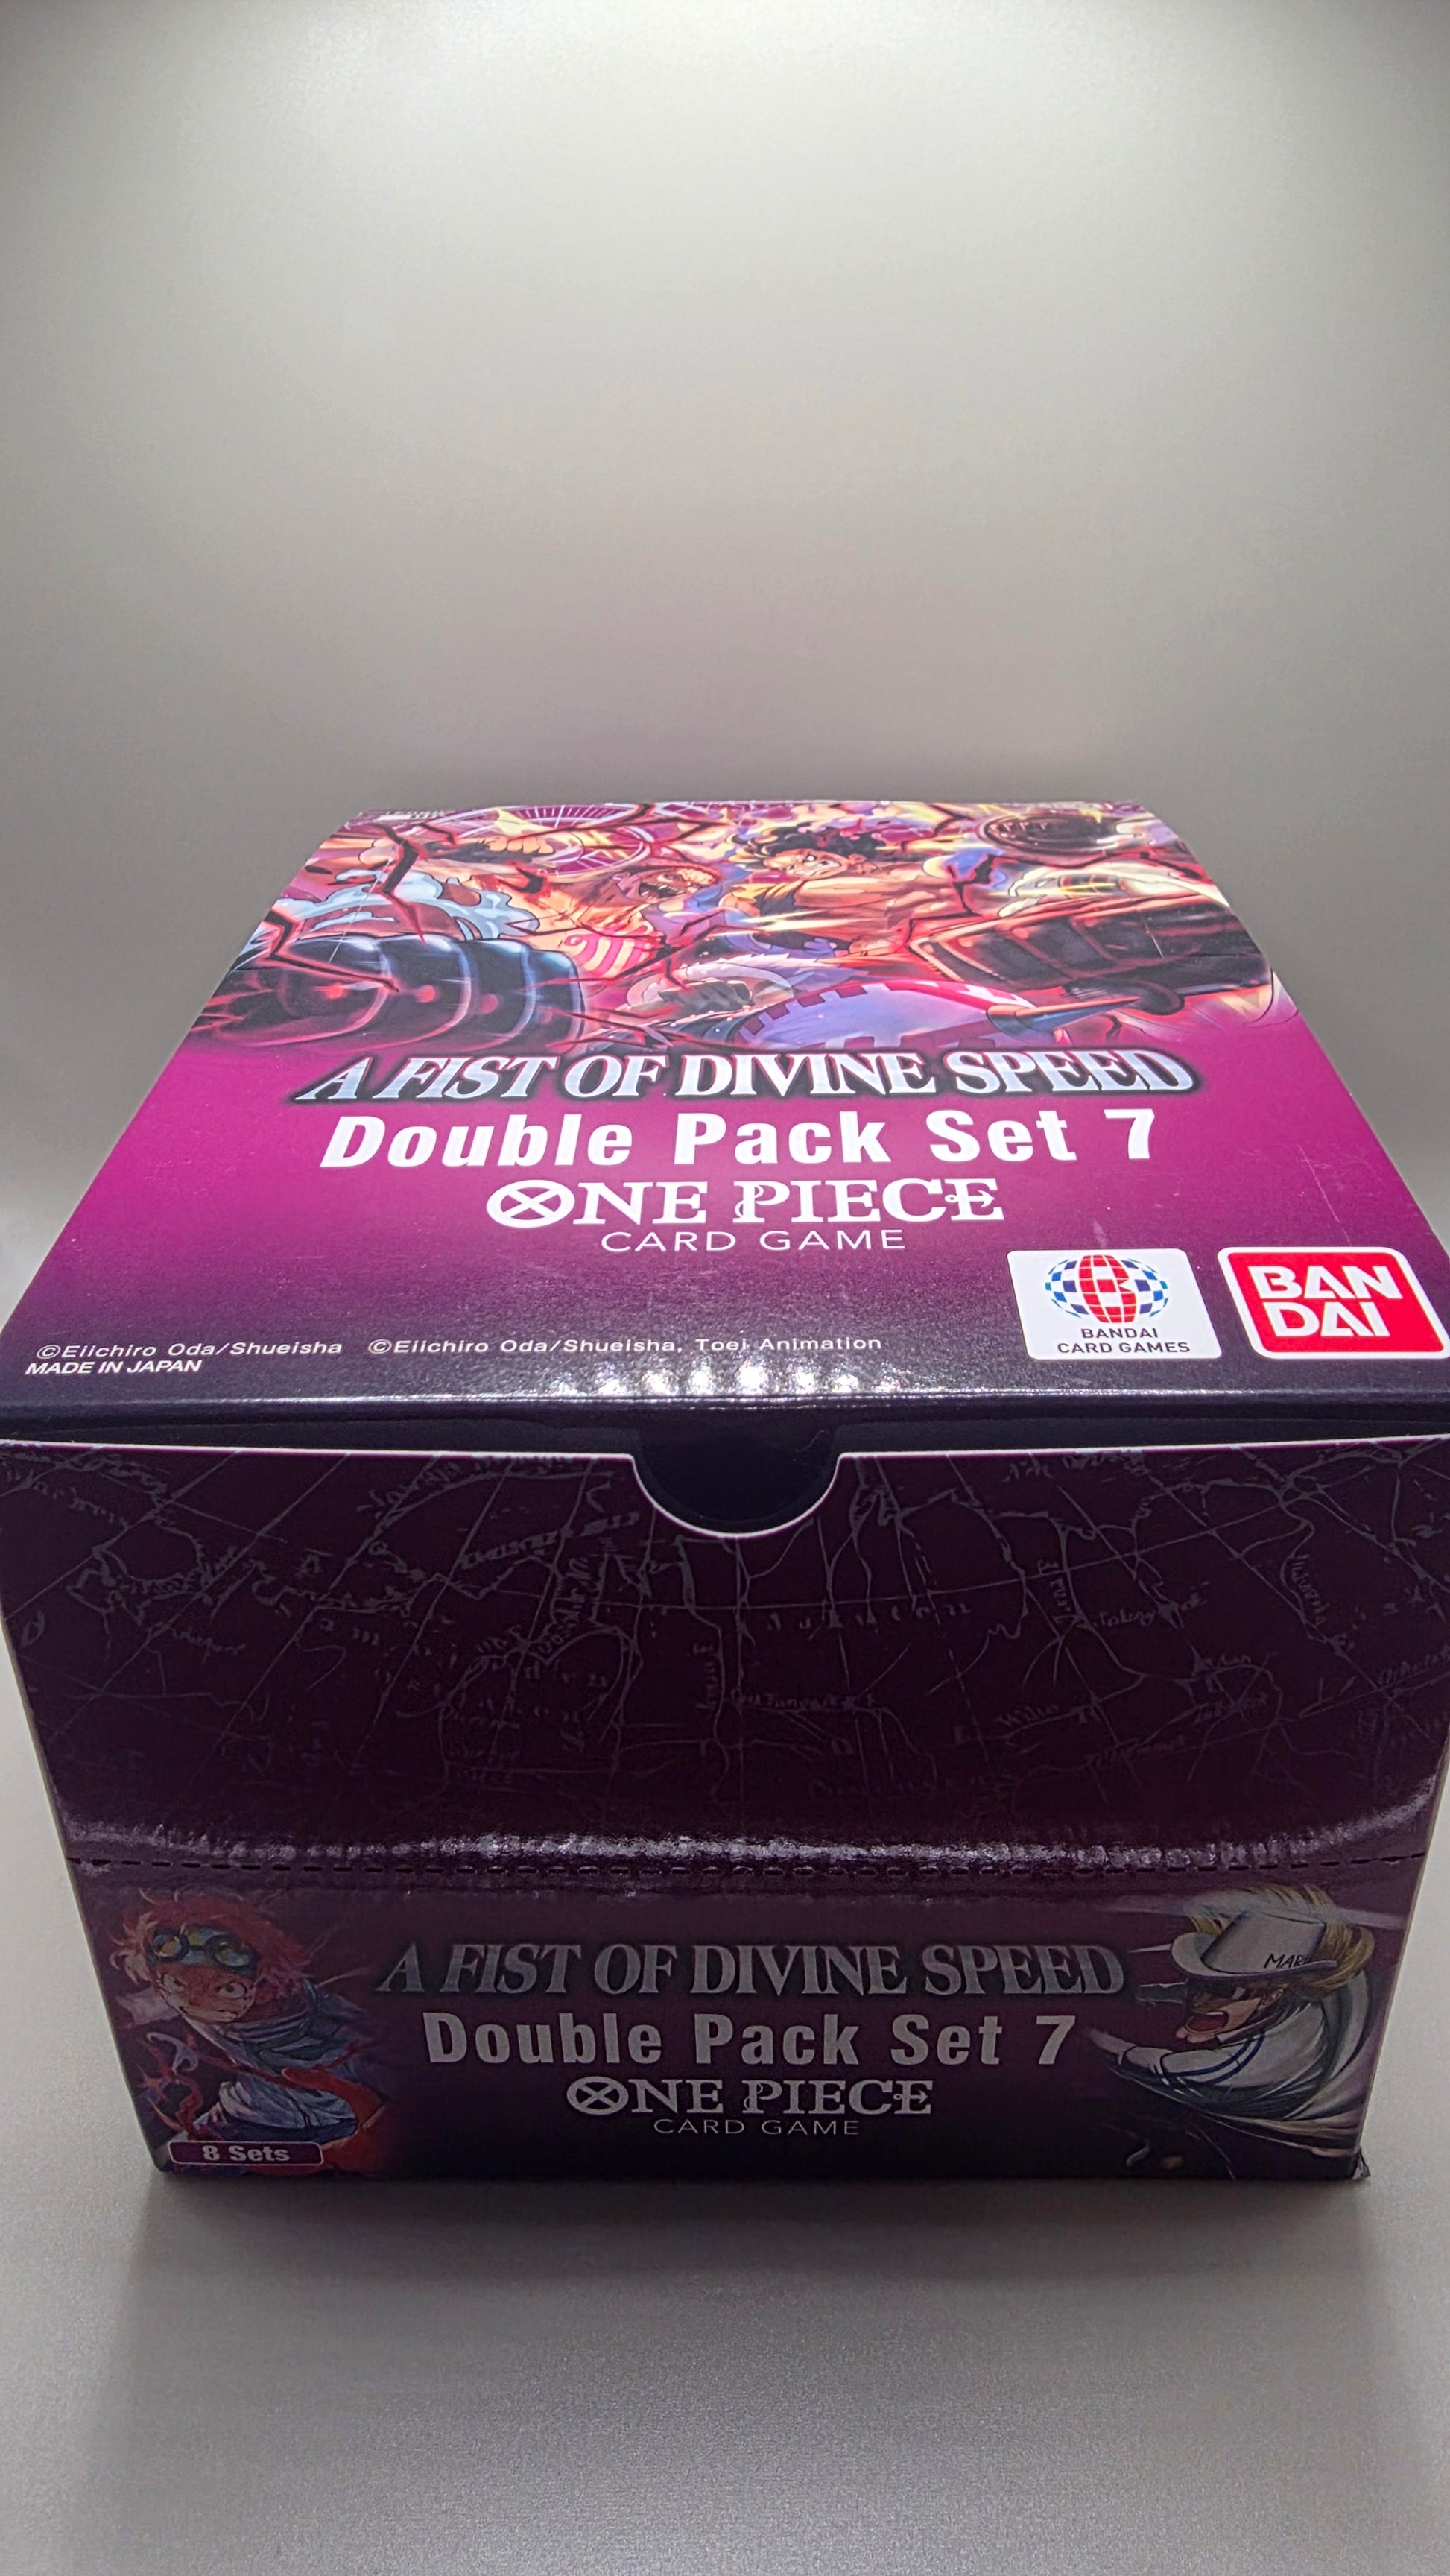 A FIST OF DIVINE SPEED
Double Pack Set 7
ONE PIECE
CARD GAME
BANDAI
CARD GAMES
BAN
DAI
©Eiichiro Oda/Shueisha ©Eiichiro Oda/Shueisha, Toei Animation
MADE IN JAPAN
A FIST OF DIVINE SPEED
Double Pack Set 7
ONE PIECE
CARD GAME
8 Sets